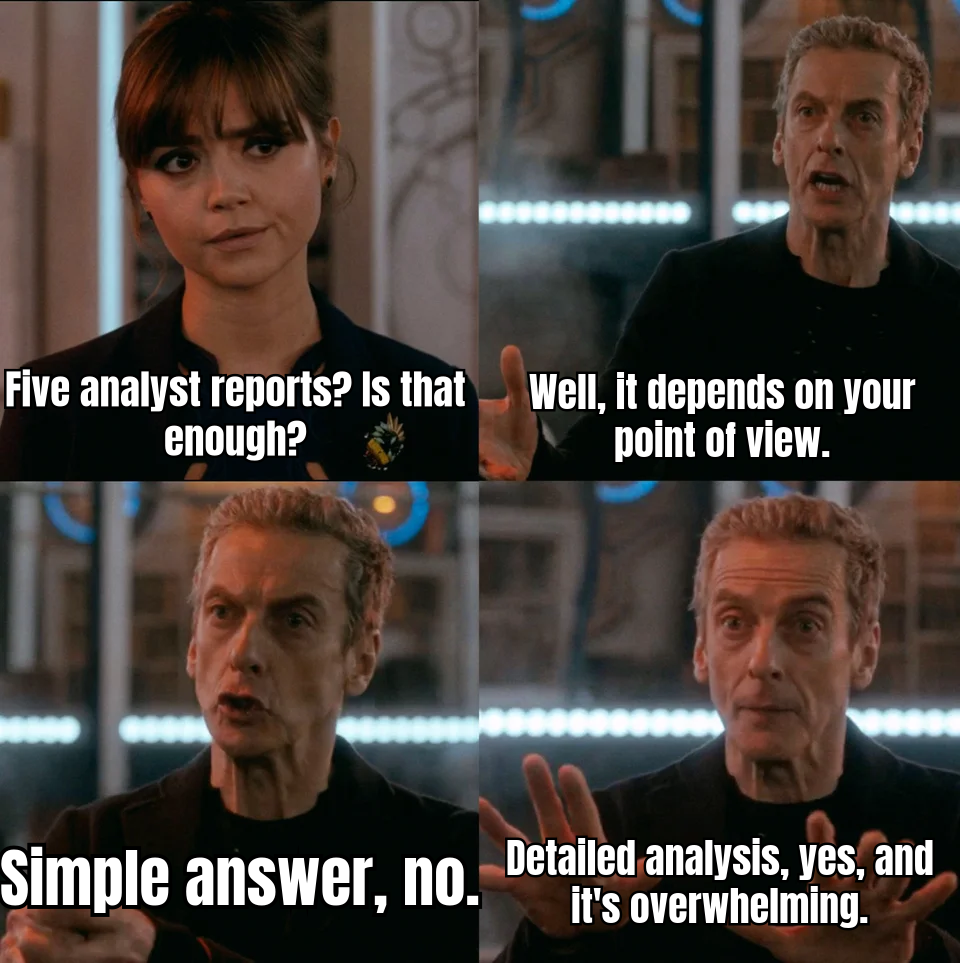 Five analyst reports? Is that
enough?
Well, it depends on your
point of view.
Simple answer, no.
Detailed analysis, yes, and
it's overwhelming.